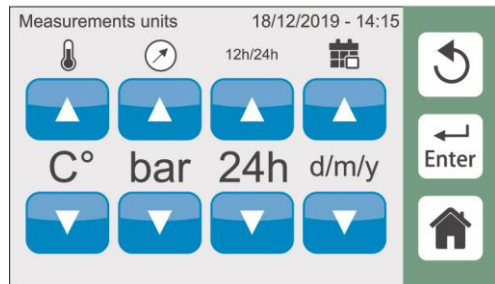 Measurements units 18/12/2019 - 14:15
12h/24h
C° bar 24h d/m/y
Enter